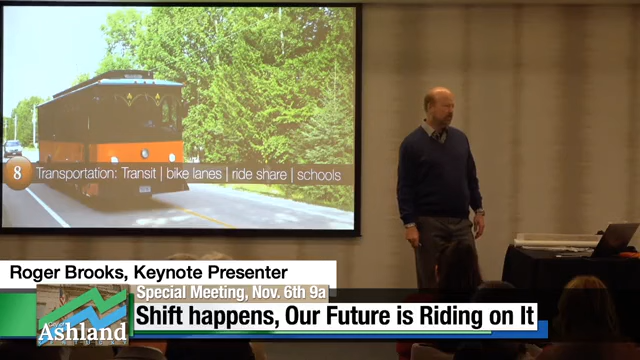 8 Transportation: Transit | bike lanes | ride share | schools
Roger Brooks, Keynote Presenter
Special Meeting, Nov. 6th 9a
Shift happens, Our Future is Riding on It
Ashland